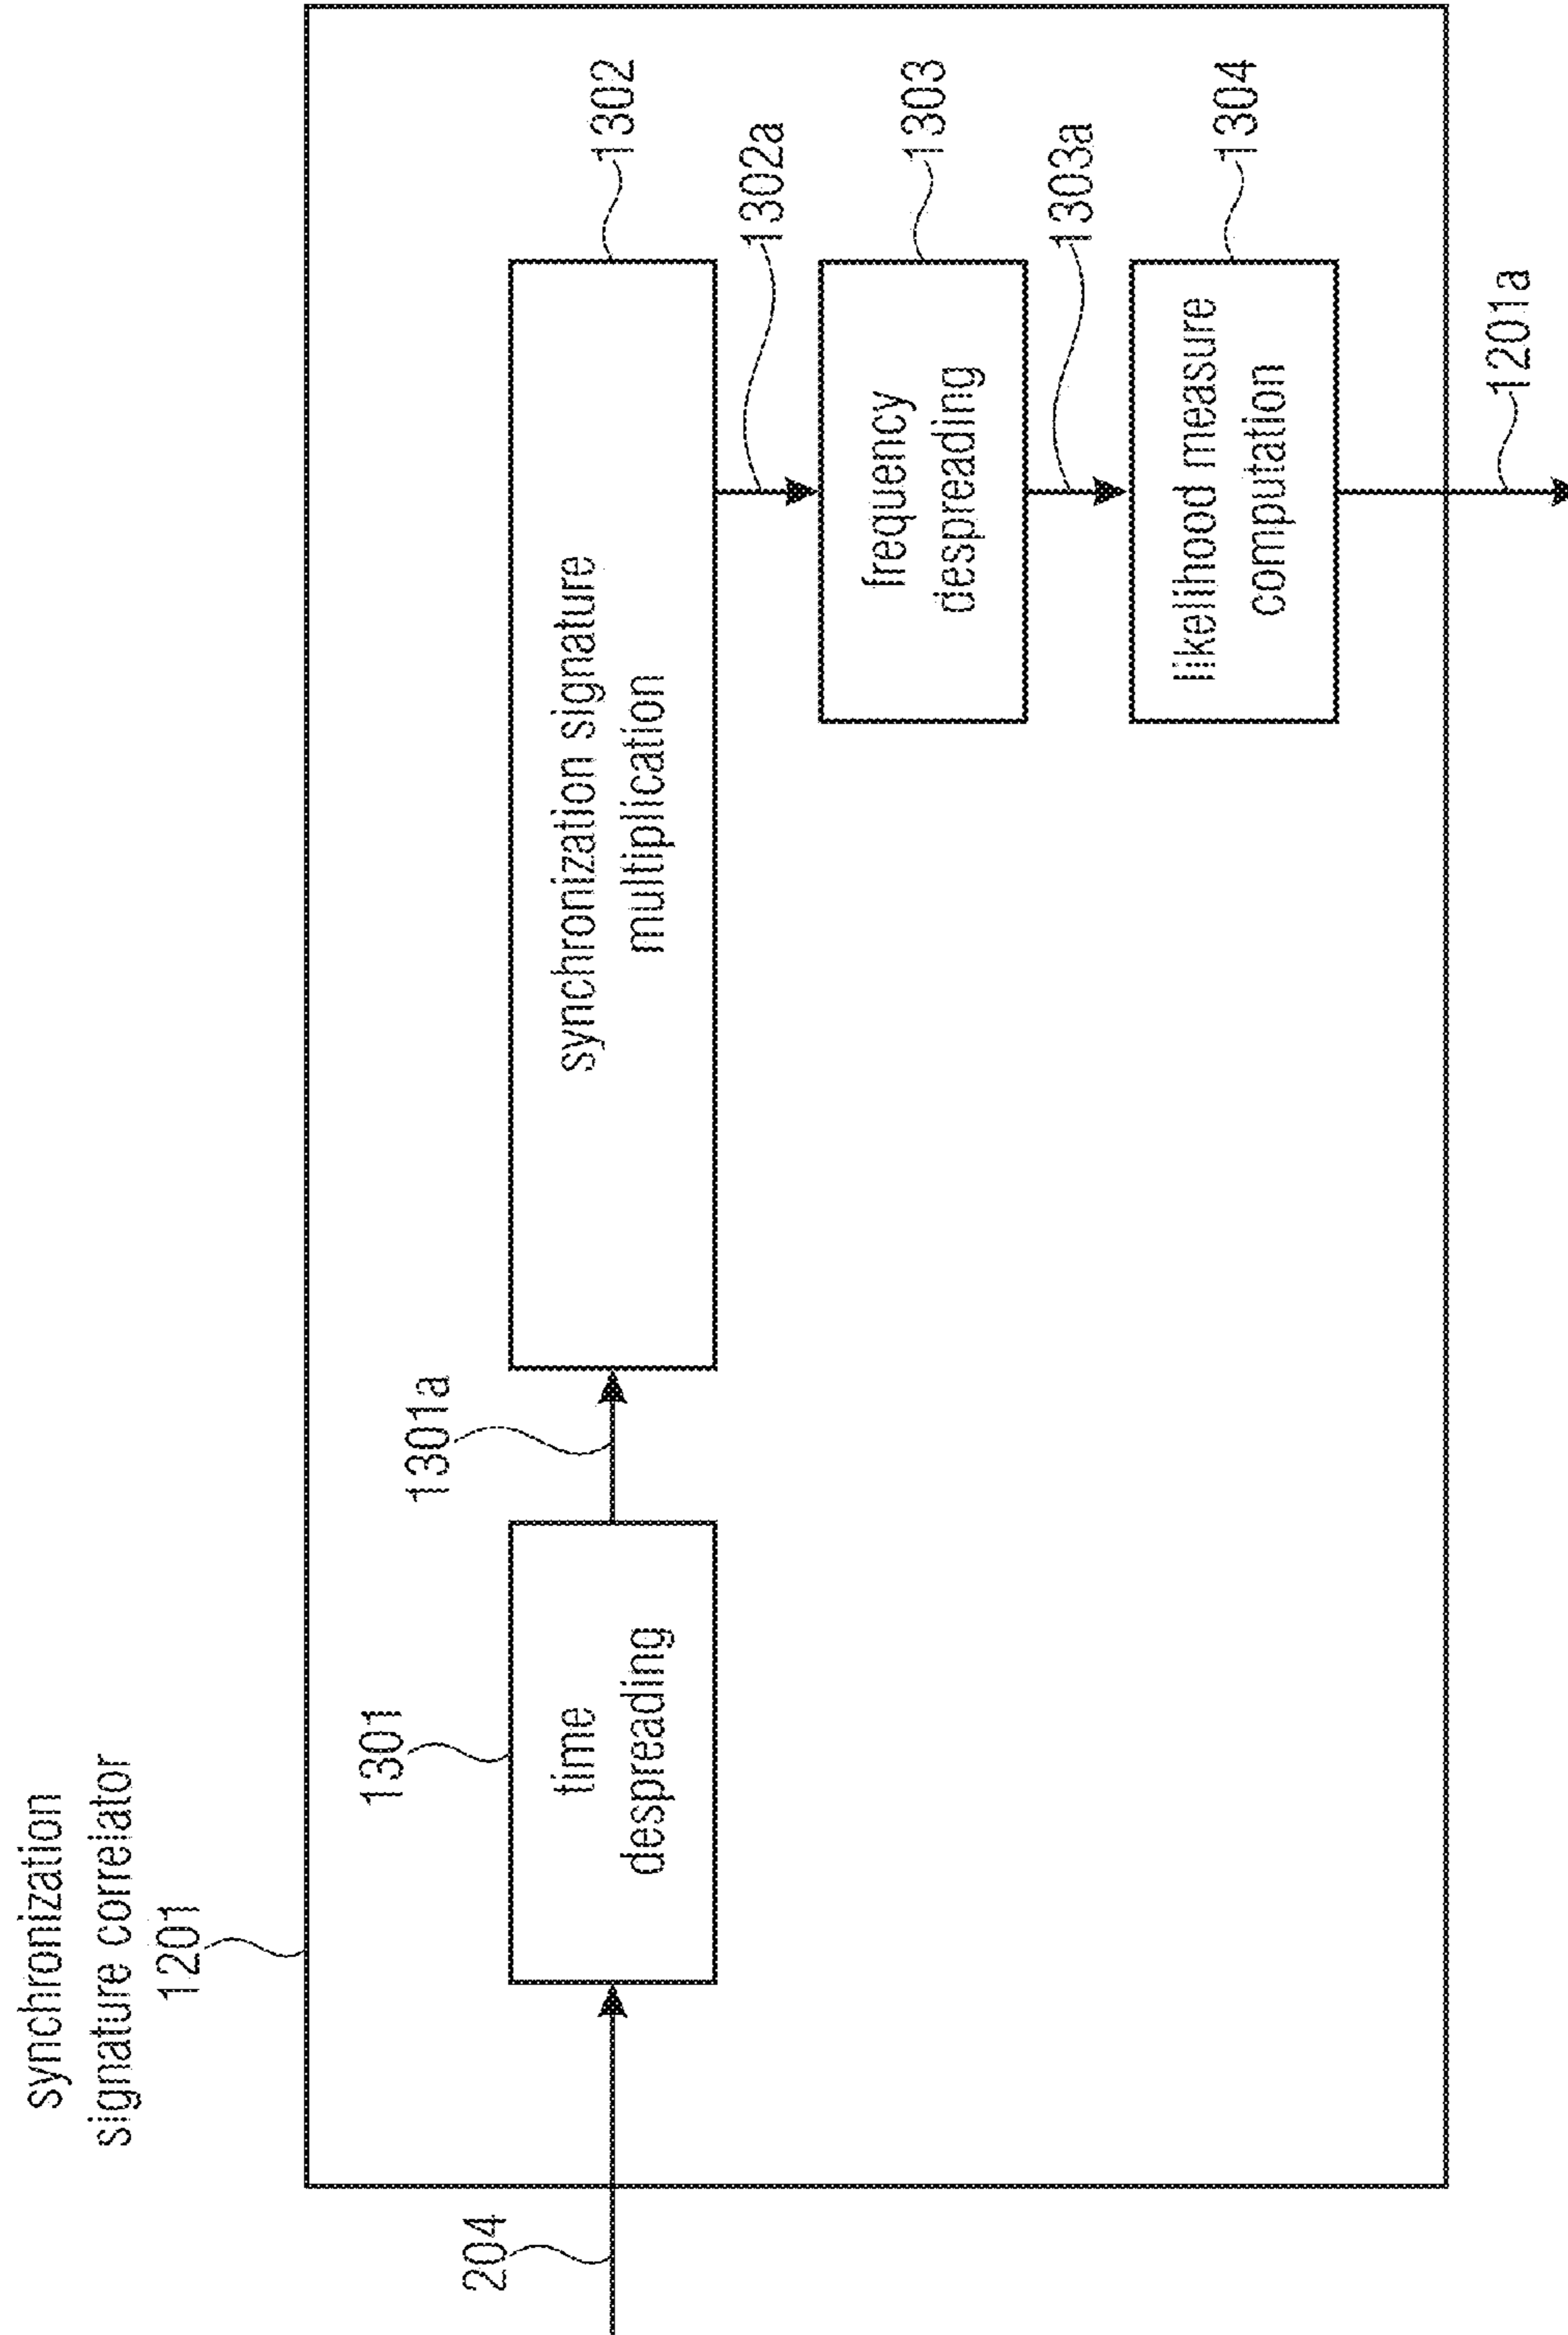 synchronization
signature correlator
1201
204
1301
time
despreading
1301a
synchronization signature
multiplication
1302
1302a
frequency
despreading
1303
1303a
likelihood measure
computation
1304
1201a